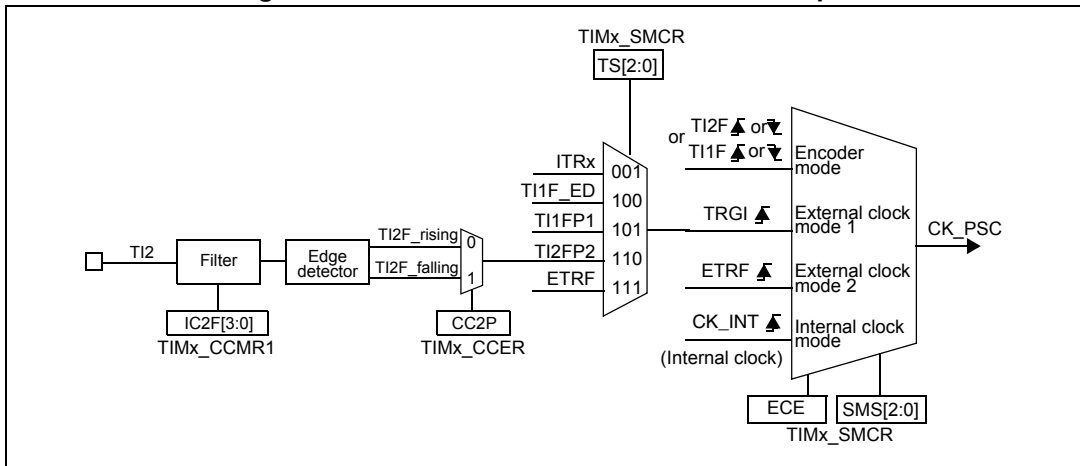 TIMx_SMCR
TS[2:0]
or TI2F or
TI1F or
Encoder
mode
ITRx
001
TI1F_ED
100
TI1FP1
101
TI2FP2
110
ETRF
111
TRGI
External clock
mode 1
CK_PSC
TI2
Filter
Edge
detector
TI2F_rising
0
TI2F_falling
1
ETRF
External clock
mode 2
IC2F[3:0]
TIMx_CCMR1
CC2P
TIMx_CCER
CK_INT
Internal clock
mode
(Internal clock)
ECE
SMS[2:0]
TIMx_SMCR